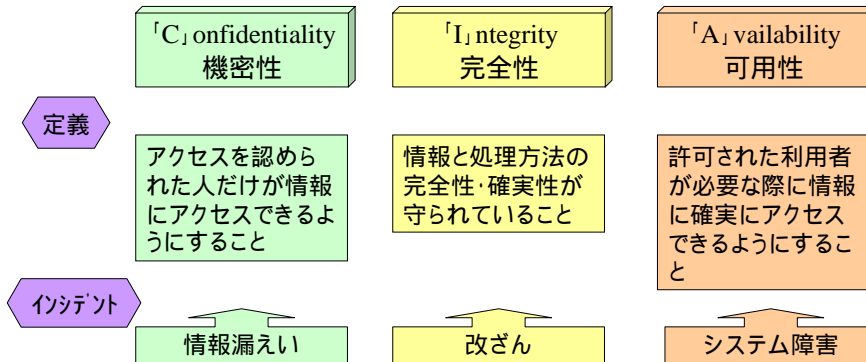 「C」onfidentiality
機密性
「I」ntegrity
完全性
「A」vailability
可用性
定義
アクセスを認めら
れた人だけが情報
にアクセスできるよ
うにすること
情報と処理方法の
完全性・確実性が
守られていること
許可された利用者
が必要な際に情報
に確実にアクセス
できるようにするこ
と
インシデント
情報漏えい
改ざん
システム障害